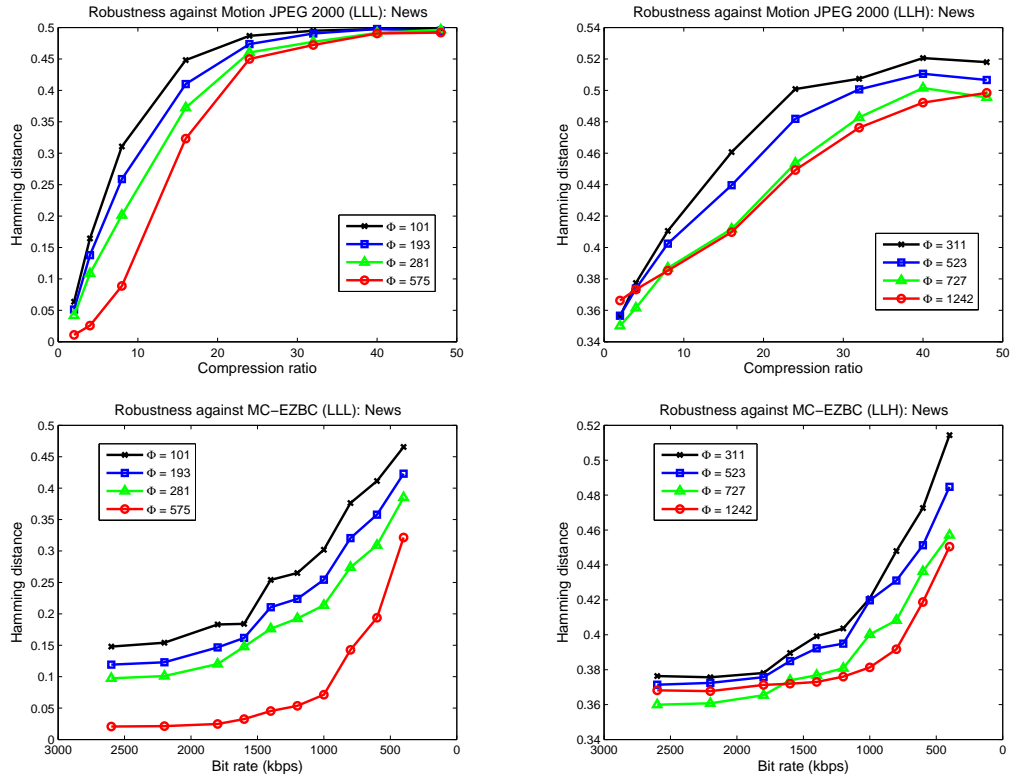 Robustness against Motion JPEG 2000 (LLL): News
0.5
0.45
0.4
0.35
0.3
0.25
0.2
0.15
0.1
0.05
0
Hamming distance
Φ = 101
Φ = 193
Φ = 281
Φ = 575
0 10 20 30 40 50
Compression ratio
Robustness against Motion JPEG 2000 (LLH): News
0.54
0.52
0.5
0.48
0.46
0.44
0.42
0.4
0.38
0.36
0.34
Hamming distance
Φ = 311
Φ = 523
Φ = 727
Φ = 1242
0 10 20 30 40 50
Compression ratio
Robustness against MC−EZBC (LLL): News
0.5
0.45
0.4
0.35
0.3
0.25
0.2
0.15
0.1
0.05
0
Hamming distance
Φ = 101
Φ = 193
Φ = 281
Φ = 575
3000 2500 2000 1500 1000 500 0
Bit rate (kbps)
Robustness against MC−EZBC (LLH): News
0.52
0.5
0.48
0.46
0.44
0.42
0.4
0.38
0.36
0.34
Hamming distance
Φ = 311
Φ = 523
Φ = 727
Φ = 1242
3000 2500 2000 1500 1000 500 0
Bit rate (kbps)